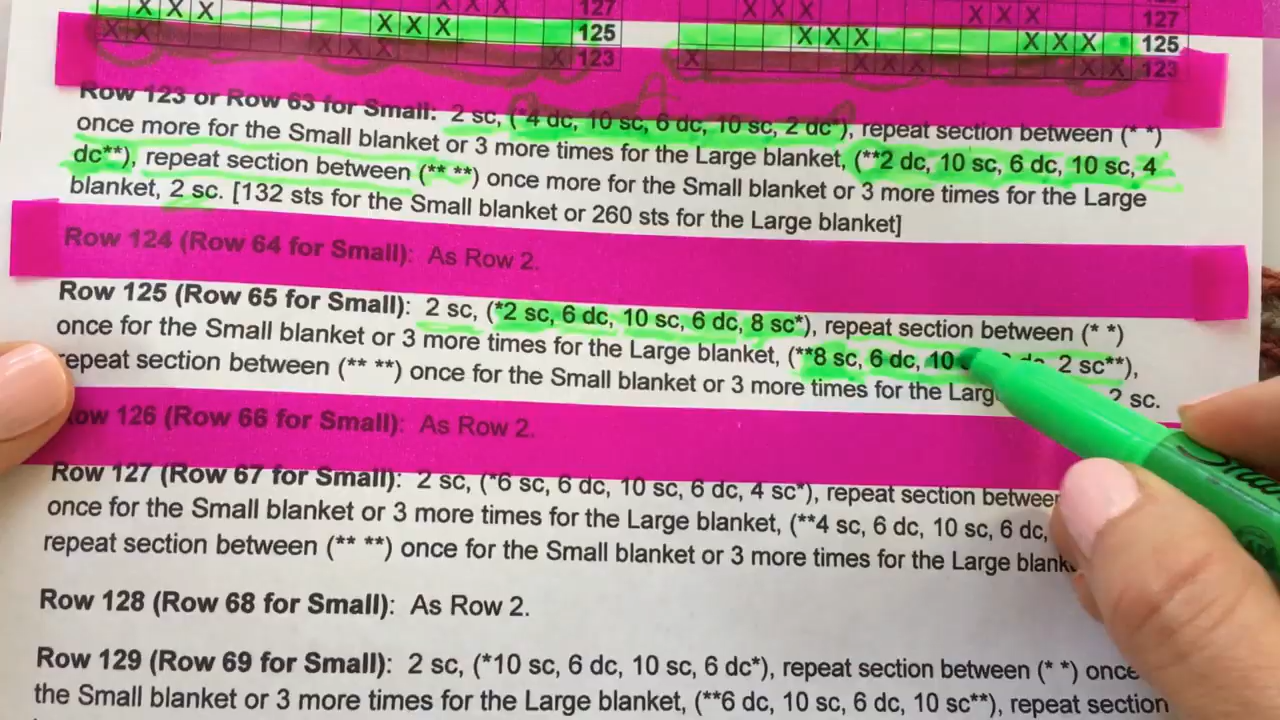 X X X X X X 127 X X X X X X 127
X X X 125 X X X X X X 125
X X X X X X 123 X X X X X X 123
Row 123 or Row 63 for Small: 2 sc, (*4 dc, 10 sc, 6 dc, 10 sc, 2 dc*), repeat section between (* *)
once more for the Small blanket or 3 more times for the Large blanket, (**2 dc, 10 sc, 6 dc, 10 sc, 4
dc**), repeat section between (** **) once more for the Small blanket or 3 more times for the Large
blanket, 2 sc. [132 sts for the Small blanket or 260 sts for the Large blanket]
Row 124 (Row 64 for Small): As Row 2.
Row 125 (Row 65 for Small): 2 sc, (*2 sc, 6 dc, 10 sc, 6 dc, 8 sc*), repeat section between (* *)
once for the Small blanket or 3 more times for the Large blanket, (**8 sc, 6 dc, 10 2 sc**),
repeat section between (** **) once for the Small blanket or 3 more times for the 2 sc.
Row 126 (Row 66 for Small): As Row 2.
Row 127 (Row 67 for Small): 2 sc, (*6 sc, 6 dc, 10 sc, 6 dc, 4 sc*), repeat section between
once for the Small blanket or 3 more times for the Large blanket, (**4 sc, 6 dc, 10 sc, 6 dc,
repeat section between (** **) once for the Small blanket or 3 more times for the Large
Row 128 (Row 68 for Small): As Row 2.
Row 129 (Row 69 for Small): 2 sc, (*10 sc, 6 dc, 10 sc, 6 dc*), repeat section between (* *) once
the Small blanket or 3 more times for the Large blanket, (**6 dc, 10 sc, 6 dc, 10 sc**), repeat section